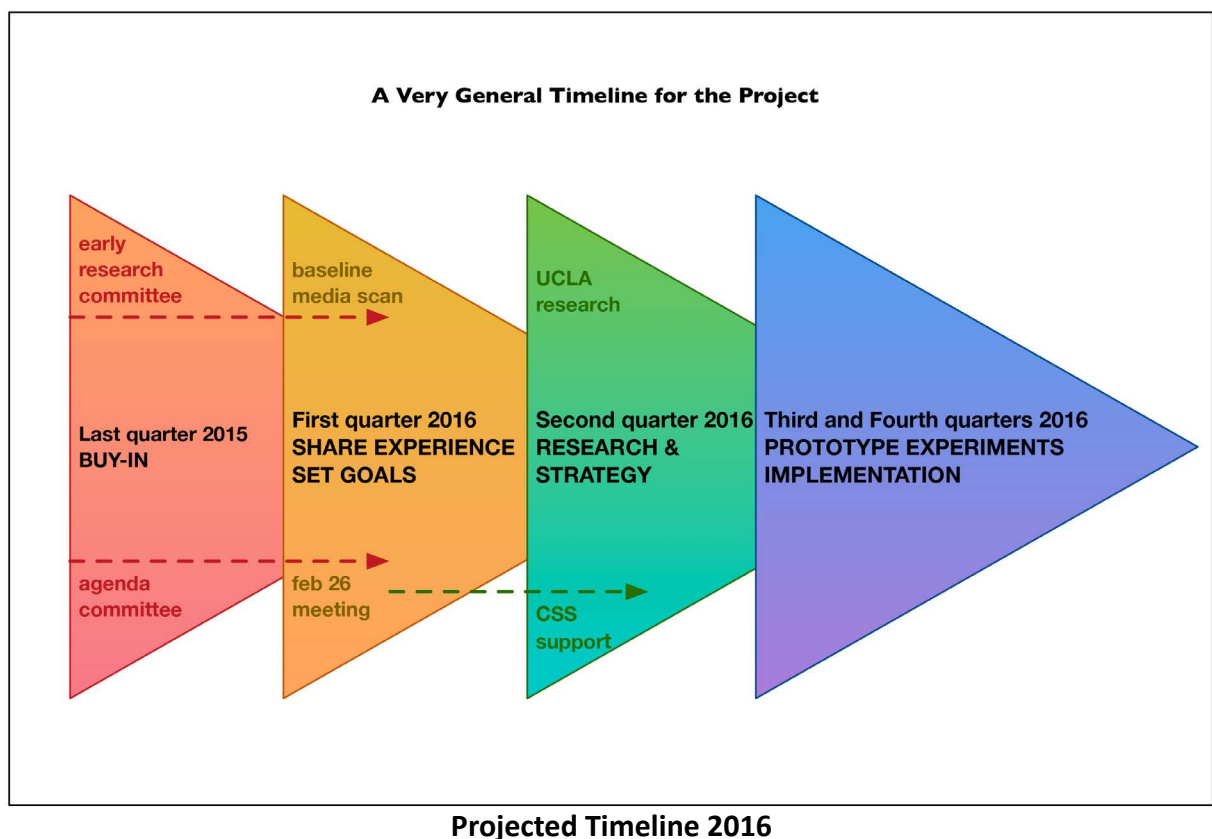 A Very General Timeline for the Project
early
research
committee
Last quarter 2015
BUY-IN
agenda
committee
baseline
media scan
First quarter 2016
SHARE EXPERIENCE
SET GOALS
feb 26
meeting
UCLA
research
Second quarter 2016
RESEARCH &
STRATEGY
CSS
support
Third and Fourth quarters 2016
PROTOTYPE EXPERIMENTS
IMPLEMENTATION
Projected Timeline 2016